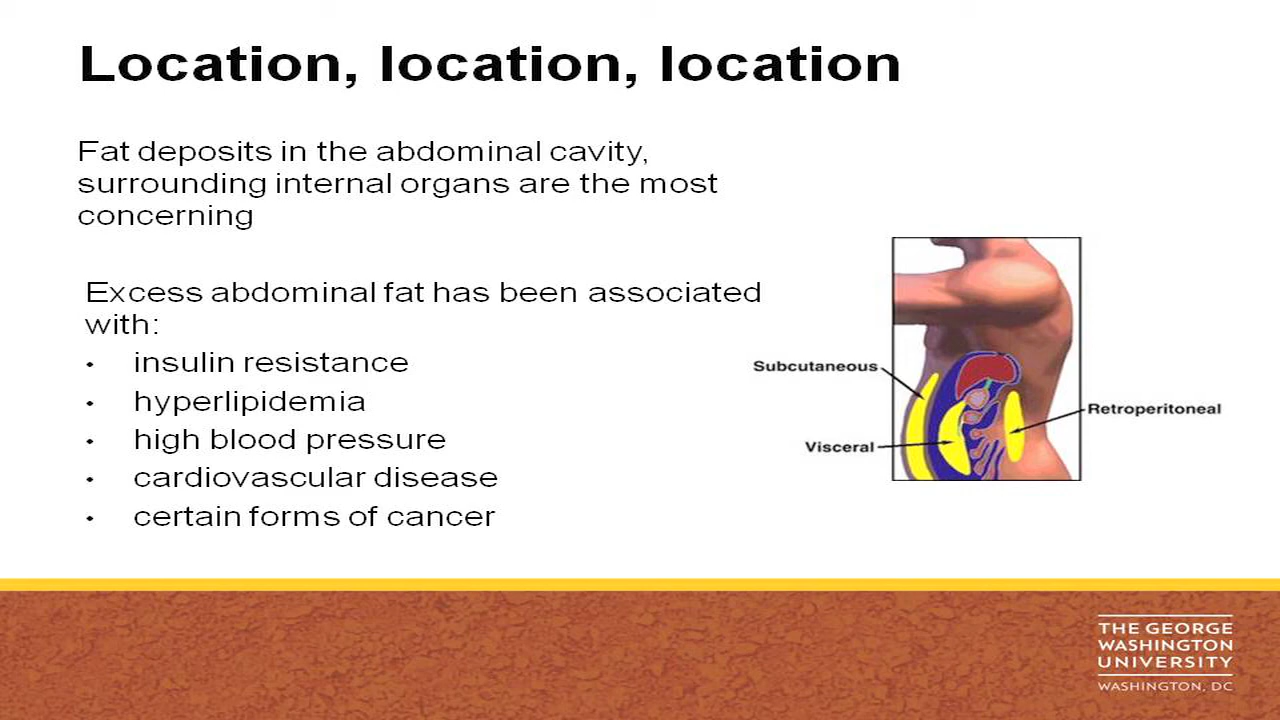 Location, location, location
Fat deposits in the abdominal cavity,
surrounding internal organs are the most
concerning
Excess abdominal fat has been associated
with:
• insulin resistance
• hyperlipidemia
• high blood pressure
• cardiovascular disease
• certain forms of cancer
Subcutaneous
Retroperitoneal
Visceral
THE GEORGE
WASHINGTON
UNIVERSITY
WASHINGTON, DC